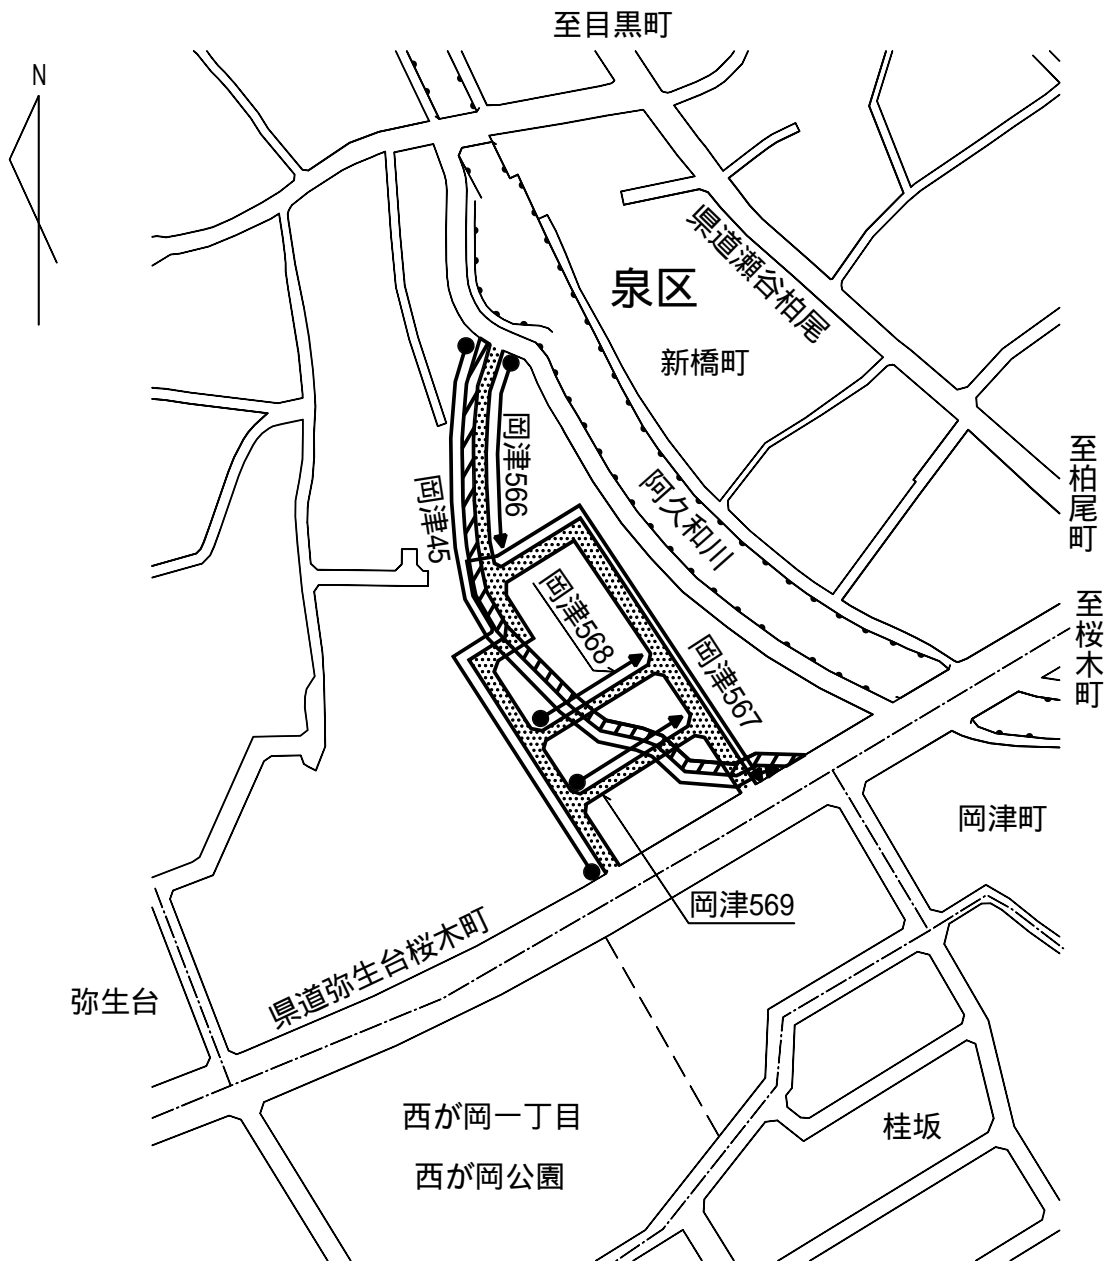 至目黒町
N
県道瀬谷柏尾
泉区
新橋町
至柏尾町
岡津566
岡津45
阿久和川
岡津568
至桜木町
岡津567
岡津町
岡津569
県道弥生台桜木町
弥生台
西が岡一丁目
桂坂
西が岡公園